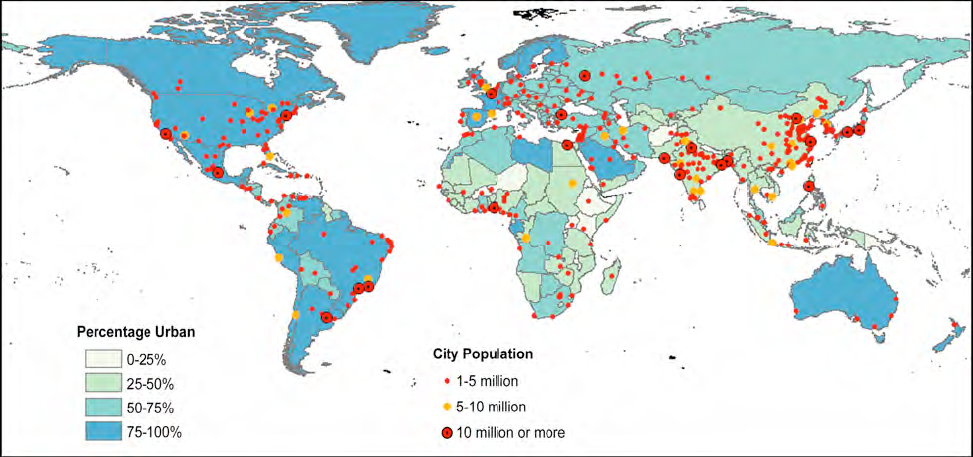 Percentage Urban
0-25%
25-50%
50-75%
75-100%
City Population
1-5 million
5-10 million
10 million or more